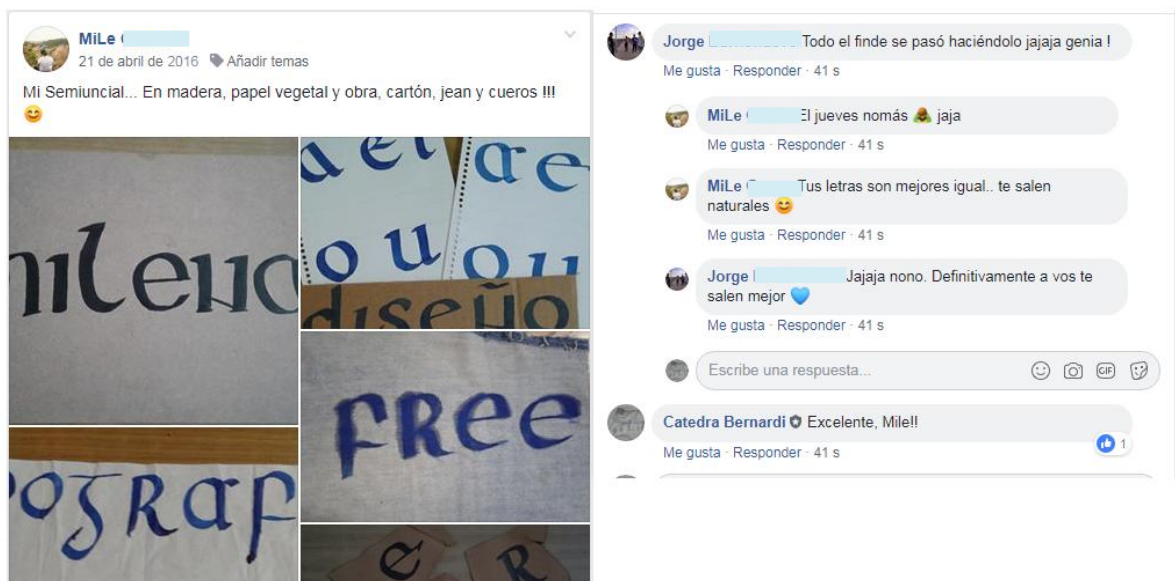 MiLe
21 de abril de 2016 Añadir temas
Mi Semiuncial... En madera, papel vegetal y obra, cartón, jean y cueros !!!
😊
milena
a e i
o u
a e
o u
diseño
FRee
OGRAF
e R
Jorge Todo el finde se pasó haciéndolo jajaja genia !
Me gusta · Responder · 41 s
MiLe El jueves nomás 🙈 jaja
Me gusta · Responder · 41 s
MiLe Tus letras son mejores igual.. te salen
naturales 😊
Me gusta · Responder · 41 s
Jorge Jajaja nono. Definitivamente a vos te
salen mejor 💙
Me gusta · Responder · 41 s
Escribe una respuesta...
GIF
Catedra Bernardi Excelente, Mile!!
1
Me gusta · Responder · 41 s